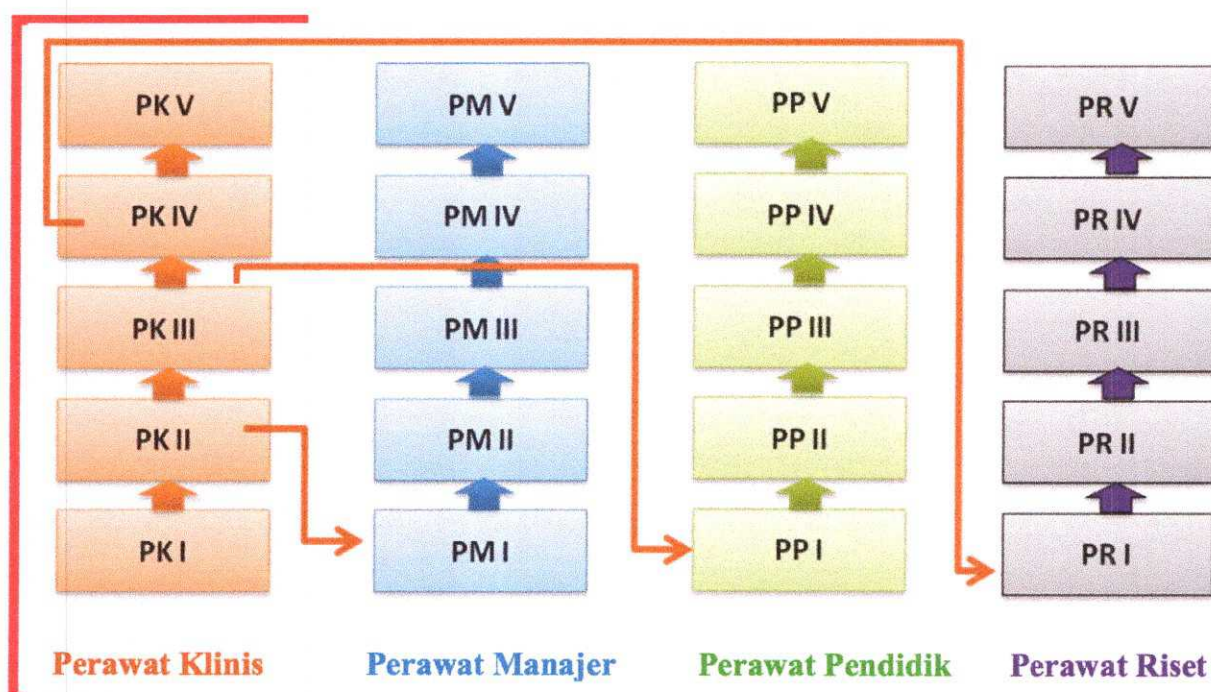 PK V
PM V
PP V
PR V
PK IV
PM IV
PP IV
PR IV
PK III
PM III
PP III
PR III
PK II
PM II
PP II
PR II
PK I
PM I
PP I
PR I
Perawat Klinis
Perawat Manajer
Perawat Pendidik
Perawat Riset